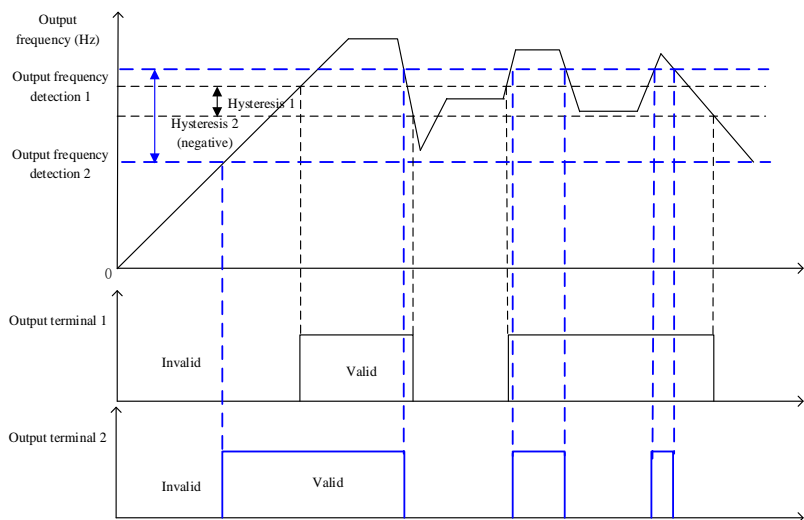 Output
frequency (Hz)
Output frequency
detection 1
Hysteresis 1
Hysteresis 2
(negative)
Output frequency
detection 2
0
Output terminal 1
Invalid
Valid
Output terminal 2
Invalid
Valid